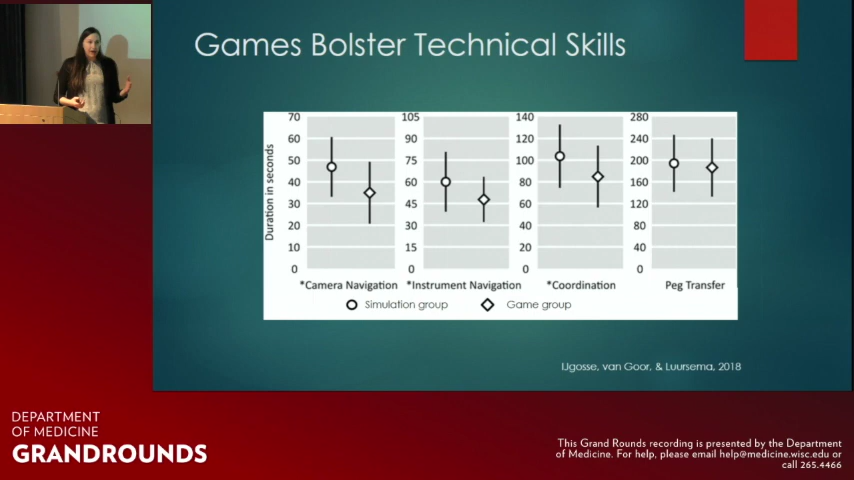 Games Bolster Technical Skills
Duration in seconds
70
60
50
40
30
20
10
0
105
90
75
60
45
30
15
0
140
120
100
80
60
40
20
0
280
240
200
160
120
80
40
0
*Camera Navigation
*Instrument Navigation
*Coordination
Peg Transfer
Simulation group
Game group
IJgosse, van Goor, & Luursema, 2018
DEPARTMENT
OF MEDICINE
GRANDROUNDS
This Grand Rounds recording is presented by the Department
of Medicine. For help, please email help@medicine.wisc.edu or
call 265.4466